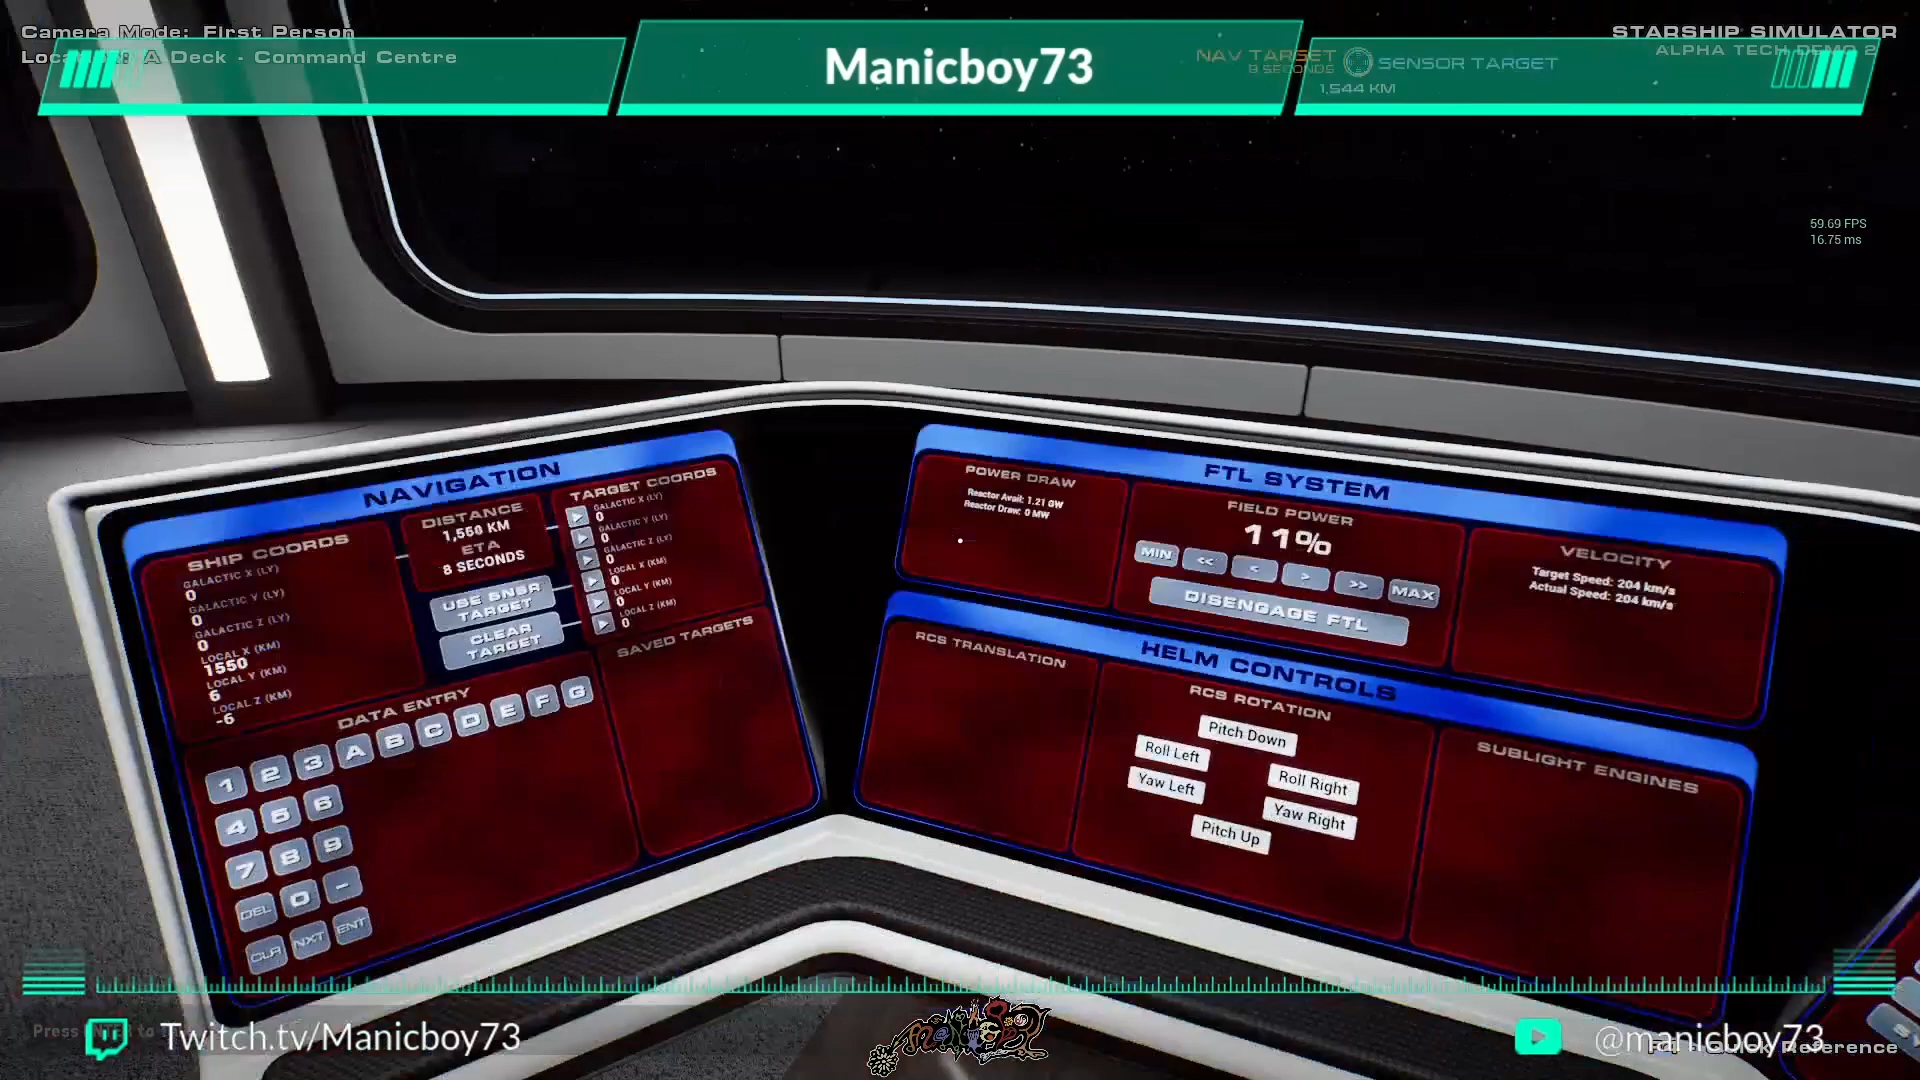 Camera Mode: First Person
A Deck - Command Centre
Manicboy73
NAV TARGET
8 SECONDS
SENSOR TARGET
1,544 KM
STARSHIP SIMULATOR
ALPHA TECH DEMO 2
59.69 FPS
16.75 ms
NAVIGATION
SHIP COORDS
GALACTIC X (LY)
0
GALACTIC Y (LY)
0
GALACTIC Z (LY)
0
LOCAL X (KM)
1550
LOCAL Y (KM)
6
LOCAL Z (KM)
-6
DISTANCE
1,550 KM
ETA
8 SECONDS
USE SNSR
TARGET
CLEAR
TARGET
TARGET COORDS
GALACTIC X (LY)
0
GALACTIC Y (LY)
0
GALACTIC Z (LY)
0
LOCAL X (KM)
0
LOCAL Y (KM)
0
LOCAL Z (KM)
0
SAVED TARGETS
DATA ENTRY
1 2 3 A B C D E F G
4 5 6
7 8 9
DEL 0 -
CLR NXT ENT
FTL SYSTEM
POWER DRAW
Reactor Avail: 1.21 GW
Reactor Draw: 0 MW
FIELD POWER
11%
MIN << < > >> MAX
DISENGAGE FTL
VELOCITY
Target Speed: 204 km/s
Actual Speed: 204 km/s
HELM CONTROLS
RCS TRANSLATION
RCS ROTATION
Pitch Down
Roll Left
Roll Right
Yaw Left
Yaw Right
Pitch Up
SUBLIGHT ENGINES
Twitch.tv/Manicboy73
@manicboy73
Reference